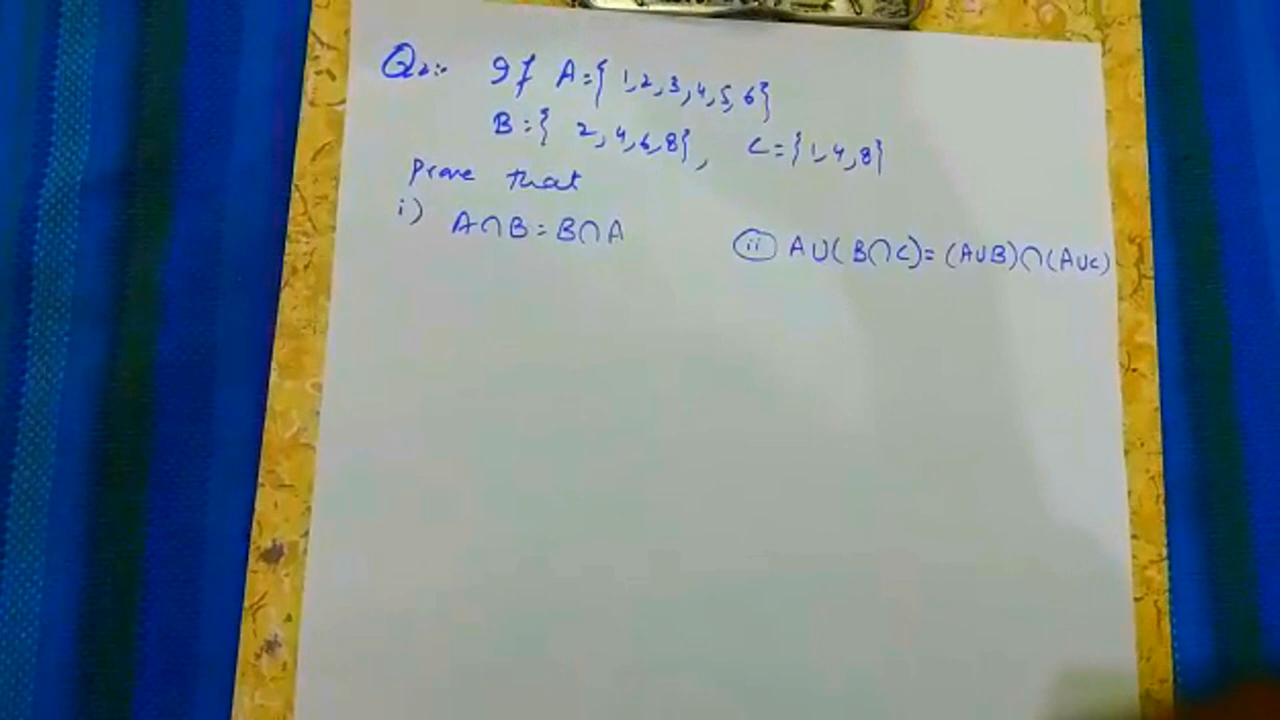 Q2:- If A={ 1,2,3,4,5,6}
B={ 2,4,6,8}, C={1,4,8}
Prove that
i) A∩B=B∩A
ii A∪(B∩C)=(A∪B)∩(A∪C)